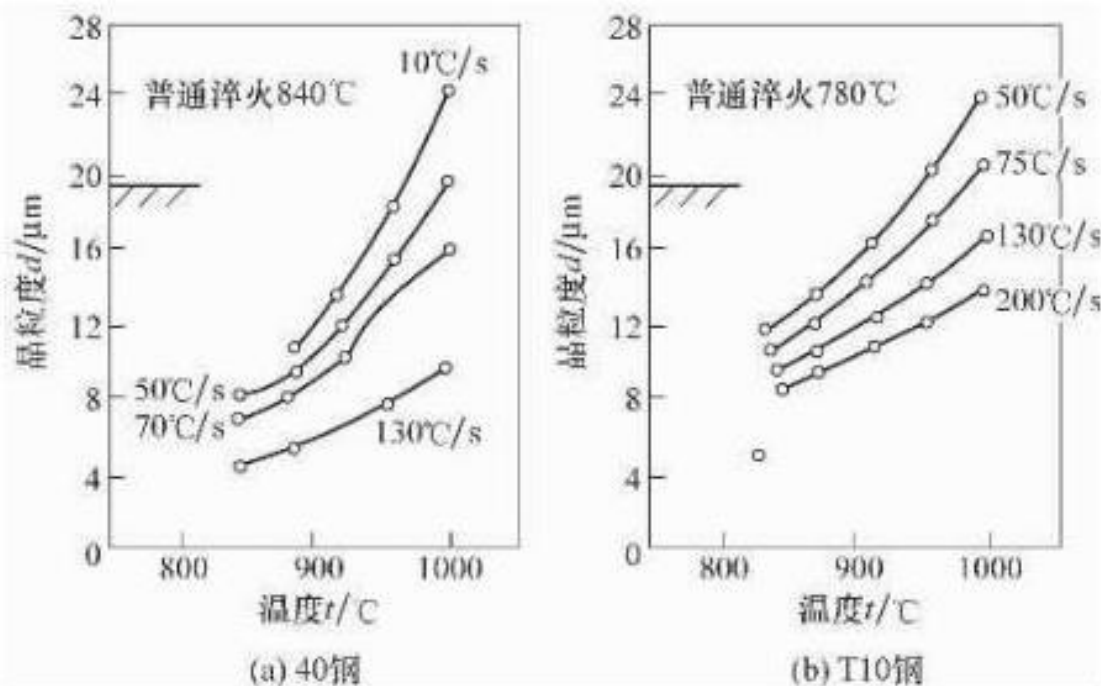 28
24
20
16
12
8
4
0
晶粒度d/μm
普通淬火840℃
10℃/s
50℃/s
70℃/s
130℃/s
800
900
1000
温度t/℃
(a) 40钢
28
24
20
16
12
8
4
0
晶粒度d/μm
普通淬火780℃
50℃/s
75℃/s
130℃/s
200℃/s
800
900
1000
温度t/℃
(b) T10钢